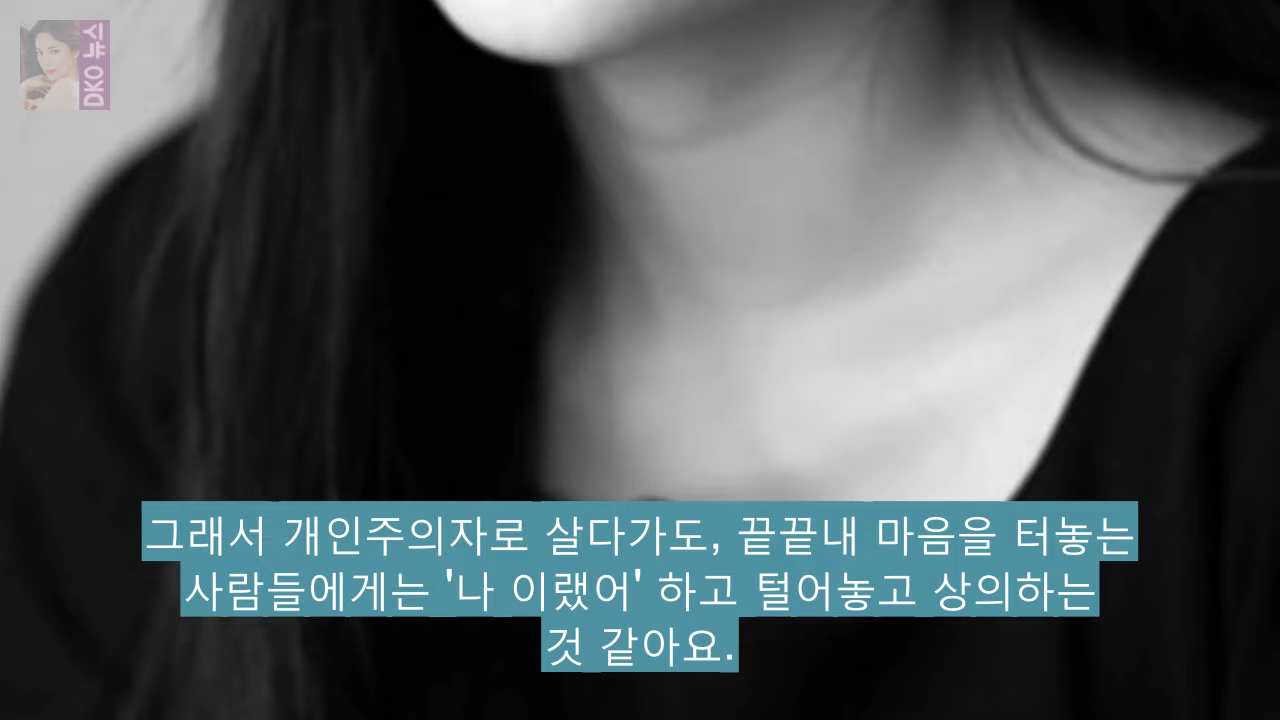 DKO 뉴스
그래서 개인주의자로 살다가도, 끝끝내 마음을 터놓는
사람들에게는 '나 이랬어' 하고 털어놓고 상의하는
것 같아요.